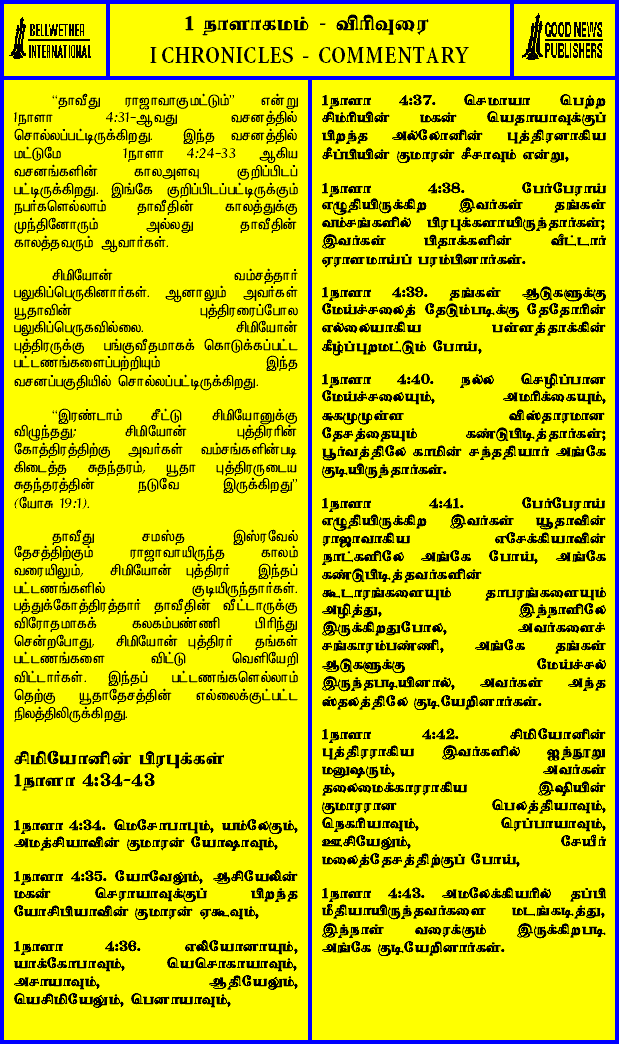 BELLWETHER
INTERNATIONAL
1 நாளாகமம் - விரிவுரை
I CHRONICLES - COMMENTARY
GOOD NEWS
PUBLISHERS
“தாவீது ராஜாவாகுமட்டும்” என்று
1நாளா 4:31-ஆவது வசனத்தில்
சொல்லப்பட்டிருக்கிறது. இந்த வசனத்தில்
மட்டுமே 1நாளா 4:24-33 ஆகிய
வசனங்களின் காலஅளவு குறிப்பிடப்
பட்டிருக்கிறது. இங்கே குறிப்பிடப்பட்டிருக்கும்
நபர்களெல்லாம் தாவீதின் காலத்துக்கு
முந்தினோரும் அல்லது தாவீதின்
காலத்தவரும் ஆவார்கள்.
சிமியோன் வம்சத்தார்
பலுகிப்பெருகினார்கள். ஆனாலும் அவர்கள்
யூதாவின் புத்திரரைப்போல
பலுகிப்பெருகவில்லை. சிமியோன்
புத்திரருக்கு பங்குவீதமாகக் கொடுக்கப்பட்ட
பட்டணங்களைப்பற்றியும் இந்த
வசனப்பகுதியில் சொல்லப்பட்டிருக்கிறது.
“இரண்டாம் சீட்டு சிமியோனுக்கு
விழுந்தது; சிமியோன் புத்திரரின்
கோத்திரத்திற்கு அவர்கள் வம்சங்களின்படி
கிடைத்த சுதந்தரம், யூதா புத்திரருடைய
சுதந்தரத்தின் நடுவே இருக்கிறது”
(யோசு 19:1).
தாவீது சமஸ்த இஸ்ரவேல்
தேசத்திற்கும் ராஜாவாயிருந்த காலம்
வரையிலும், சிமியோன் புத்திரர் இந்தப்
பட்டணங்களில் குடியிருந்தார்கள்.
பத்துக்கோத்திரத்தார் தாவீதின் வீட்டாருக்கு
விரோதமாகக் கலகம்பண்ணி பிரிந்து
சென்றபோது, சிமியோன் புத்திரர் தங்கள்
பட்டணங்களை விட்டு வெளியேறி
விட்டார்கள். இந்தப் பட்டணங்களெல்லாம்
தெற்கு யூதாதேசத்தின் எல்லைக்குட்பட்ட
நிலத்திலிருக்கிறது.
சிமியோனின் பிரபுக்கள்
1நாளா 4:34-43
1நாளா 4:34. மெசோபாபும், யம்லேகும்,
அமத்சியாவின் குமாரன் யோஷாவும்,
1நாளா 4:35. யோவேலும், ஆசியேலின்
மகன் செராயாவுக்குப் பிறந்த
யோசிபியாவின் குமாரன் ஏகூவும்,
1நாளா 4:36. எலியோனாயும்,
யாக்கோபாவும், யெசொகாயாவும்,
அசாயாவும், ஆதியேலும்,
யெசிமியேலும், பெனாயாவும்,
1நாளா 4:37. செமாயா பெற்ற
சிம்ரியின் மகன் யெதாயாவுக்குப்
பிறந்த அல்லோனின் புத்திரனாகிய
சீப்பியின் குமாரன் சீசாவும் என்று,
1நாளா 4:38. பேர்பேராய்
எழுதியிருக்கிற இவர்கள் தங்கள்
வம்சங்களில் பிரபுக்களாயிருந்தார்கள்;
இவர்கள் பிதாக்களின் வீட்டார்
ஏராளமாய்ப் பரம்பினார்கள்.
1நாளா 4:39. தங்கள் ஆடுகளுக்கு
மேய்ச்சலைத் தேடும்படிக்கு தேதோரின்
எல்லையாகிய பள்ளத்தாக்கின்
கீழ்ப்புறமட்டும் போய்,
1நாளா 4:40. நல்ல செழிப்பான
மேய்ச்சலையும், அமரிக்கையும்,
சுகமுமுள்ள விஸ்தாரமான
தேசத்தையும் கண்டுபிடித்தார்கள்;
பூர்வத்திலே காமின் சந்ததியார் அங்கே
குடியிருந்தார்கள்.
1நாளா 4:41. பேர்பேராய்
எழுதியிருக்கிற இவர்கள் யூதாவின்
ராஜாவாகிய எசேக்கியாவின்
நாட்களிலே அங்கே போய், அங்கே
கண்டுபிடித்தவர்களின்
கூடாரங்களையும் தாபரங்களையும்
அழித்து, இந்நாளிலே
இருக்கிறதுபோல, அவர்களைச்
சங்காரம்பண்ணி, அங்கே தங்கள்
ஆடுகளுக்கு மேய்ச்சல்
இருந்தபடியினால், அவர்கள் அந்த
ஸ்தலத்திலே குடியேறினார்கள்.
1நாளா 4:42. சிமியோனின்
புத்திரராகிய இவர்களில் ஐந்நூறு
மனுஷரும், அவர்கள்
தலைமைக்காரராகிய இஷியின்
குமாரரான பெலத்தியாவும்,
நெகரியாவும், ரெப்பாயாவும்,
ஊசியேலும், சேயீர்
மலைத்தேசத்திற்குப் போய்,
1நாளா 4:43. அமலேக்கியரில் தப்பி
மீதியாயிருந்தவர்களை மடங்கடித்து,
இந்நாள் வரைக்கும் இருக்கிறபடி
அங்கே குடியேறினார்கள்.